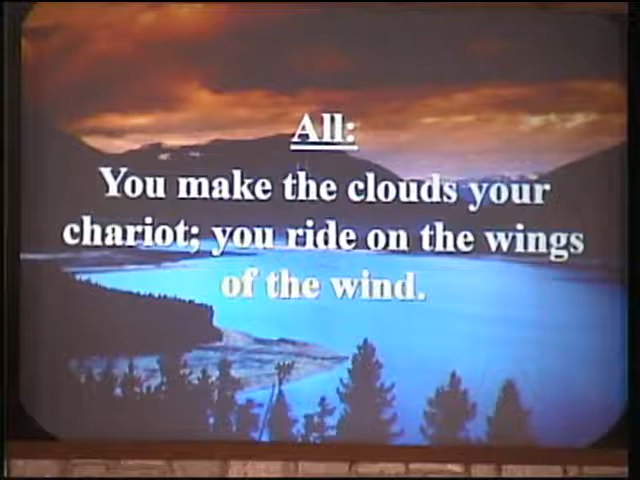 All:
You make the clouds your
chariot; you ride on the wings
of the wind.